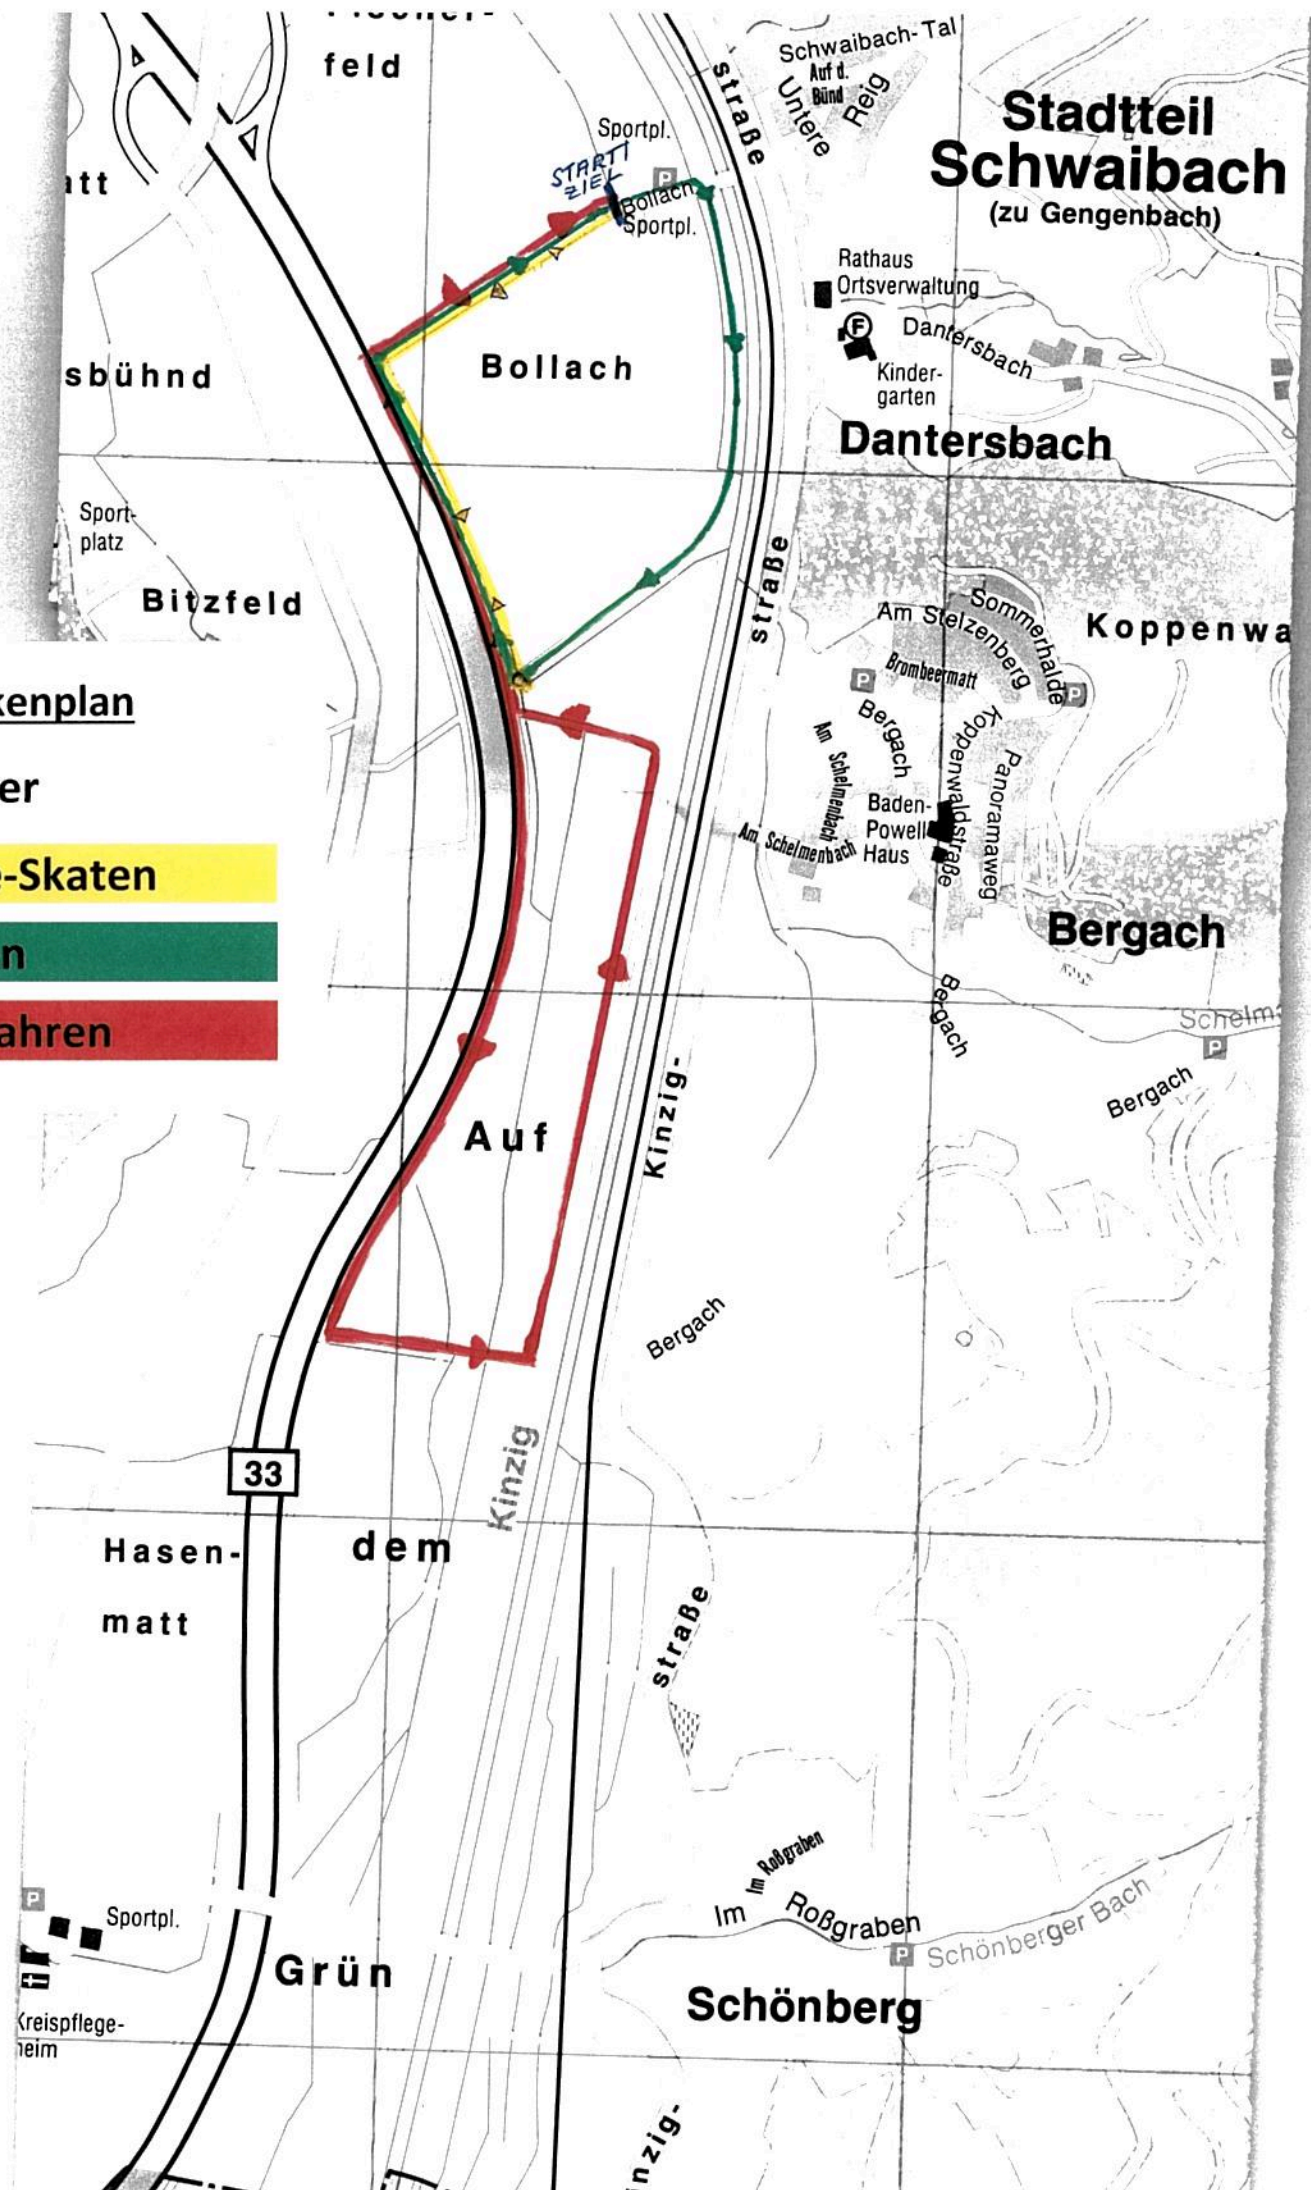 feld
Schwaibach-Tal
Auf d.
Bünd
Untere
Reig
straße
Stadtteil
Schwaibach
(zu Gengenbach)
Sportpl.
START/
ZIEL
P
Bollach
Sportpl.
Rathaus
Ortsverwaltung
F
Dantersbach
Kinder-
garten
Bollach
sbühnd
Dantersbach
Sport-
platz
Bitzfeld
straße
Am Stelzenberg
Sommerhalde
Koppenwa
Brombeermatt
P
P
Bergach
Koppenwaldstraße
Panoramaweg
Am Schelmenbach
Baden-
Powell
Haus
Am Schelmenbach
kenplan
er
e-Skaten
n
ahren
Bergach
Bergach
Schelm
P
Bergach
Auf
Kinzig-
Bergach
33
Kinzig
Hasen-
matt
dem
straße
P
Sportpl.
Im Roßgraben
Im Roßgraben
P
Schönberger Bach
Grün
Schönberg
Kreispflege-
heim
nzig-